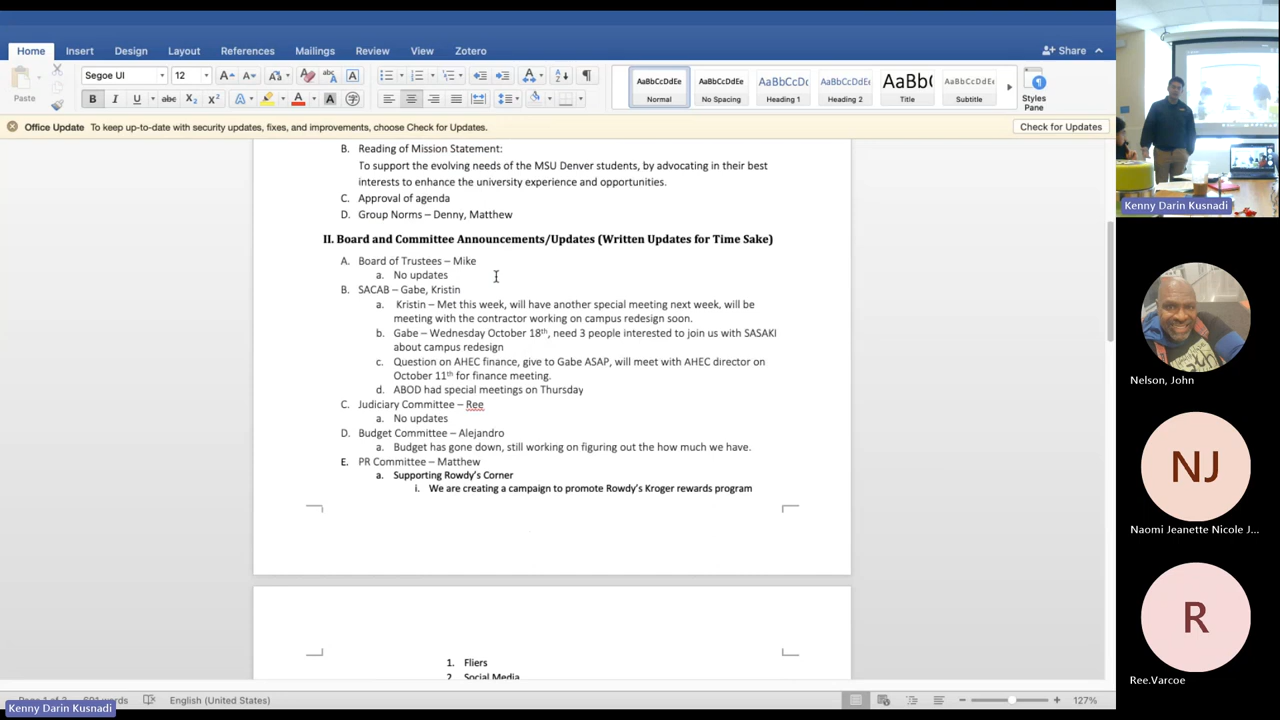 Home Insert Design Layout References Mailings Review View Zotero Share
Paste Segoe UI 12 AaBbCcDdEe Normal AaBbCcDdEe No Spacing AaBbCcDc Heading 1 AaBbCcDdEe Heading 2 AaBbC Title AaBbCcDdEe Subtitle Styles Pane
Office Update To keep up-to-date with security updates, fixes, and improvements, choose Check for Updates. Check for Updates
B. Reading of Mission Statement:
To support the evolving needs of the MSU Denver students, by advocating in their best
interests to enhance the university experience and opportunities.
C. Approval of agenda
D. Group Norms – Denny, Matthew
II. Board and Committee Announcements/Updates (Written Updates for Time Sake)
A. Board of Trustees – Mike
a. No updates
B. SACAB – Gabe, Kristin
a. Kristin – Met this week, will have another special meeting next week, will be
meeting with the contractor working on campus redesign soon.
b. Gabe – Wednesday October 18th, need 3 people interested to join us with SASAKI
about campus redesign
c. Question on AHEC finance, give to Gabe ASAP, will meet with AHEC director on
October 11th for finance meeting.
d. ABOD had special meetings on Thursday
C. Judiciary Committee – Ree
a. No updates
D. Budget Committee – Alejandro
a. Budget has gone down, still working on figuring out the how much we have.
E. PR Committee – Matthew
a. Supporting Rowdy's Corner
i. We are creating a campaign to promote Rowdy's Kroger rewards program
1. Fliers
2. Social Media
English (United States) 127%
Kenny Darin Kusnadi
Kenny Darin Kusnadi
Nelson, John
NJ
Naomi Jeanette Nicole J...
R
Ree.Varcoe